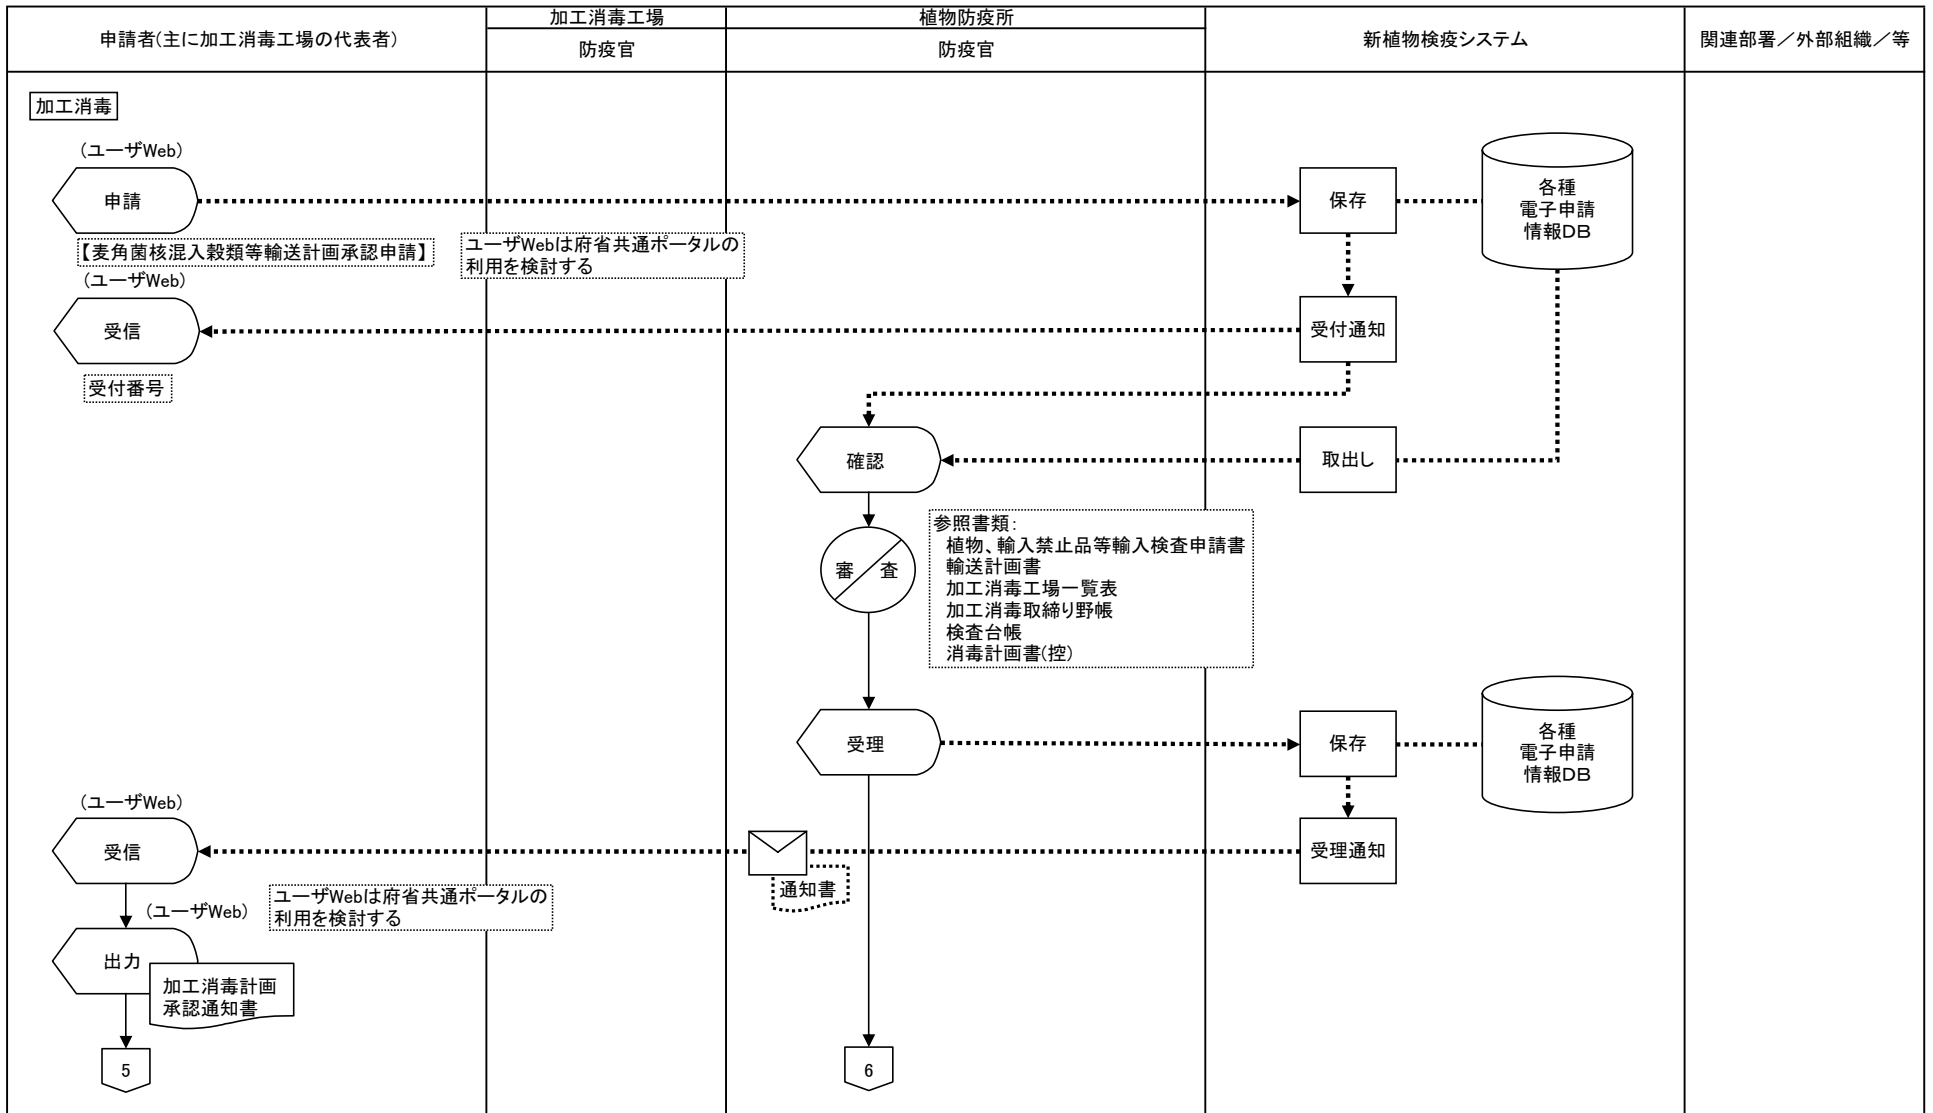 加工消毒工場
植物防疫所
申請者(主に加工消毒工場の代表者)
防疫官
防疫官
新植物検疫システム
関連部署／外部組織／等
加工消毒
(ユーザWeb)
申請
保存
各種
電子申請
情報DB
【麦角菌核混入穀類等輸送計画承認申請】
ユーザWebは府省共通ポータルの
利用を検討する
(ユーザWeb)
受信
受付通知
受付番号
確認
取出し
審 査
参照書類：
植物、輸入禁止品等輸入検査申請書
輸送計画書
加工消毒工場一覧表
加工消毒取締り野帳
検査台帳
消毒計画書(控)
受理
保存
各種
電子申請
情報DB
(ユーザWeb)
受信
受理通知
通知書
ユーザWebは府省共通ポータルの
利用を検討する
(ユーザWeb)
出力
加工消毒計画
承認通知書
5
6